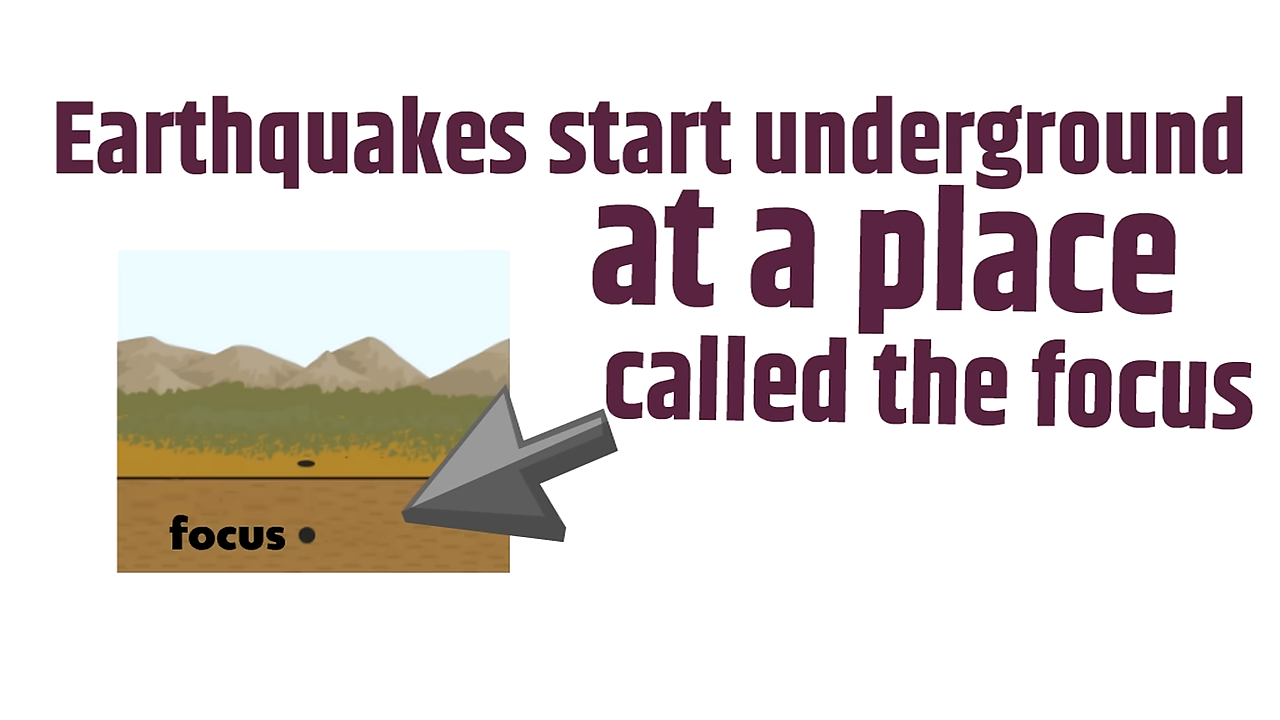 Earthquakes start underground
at a place
called the focus
focus